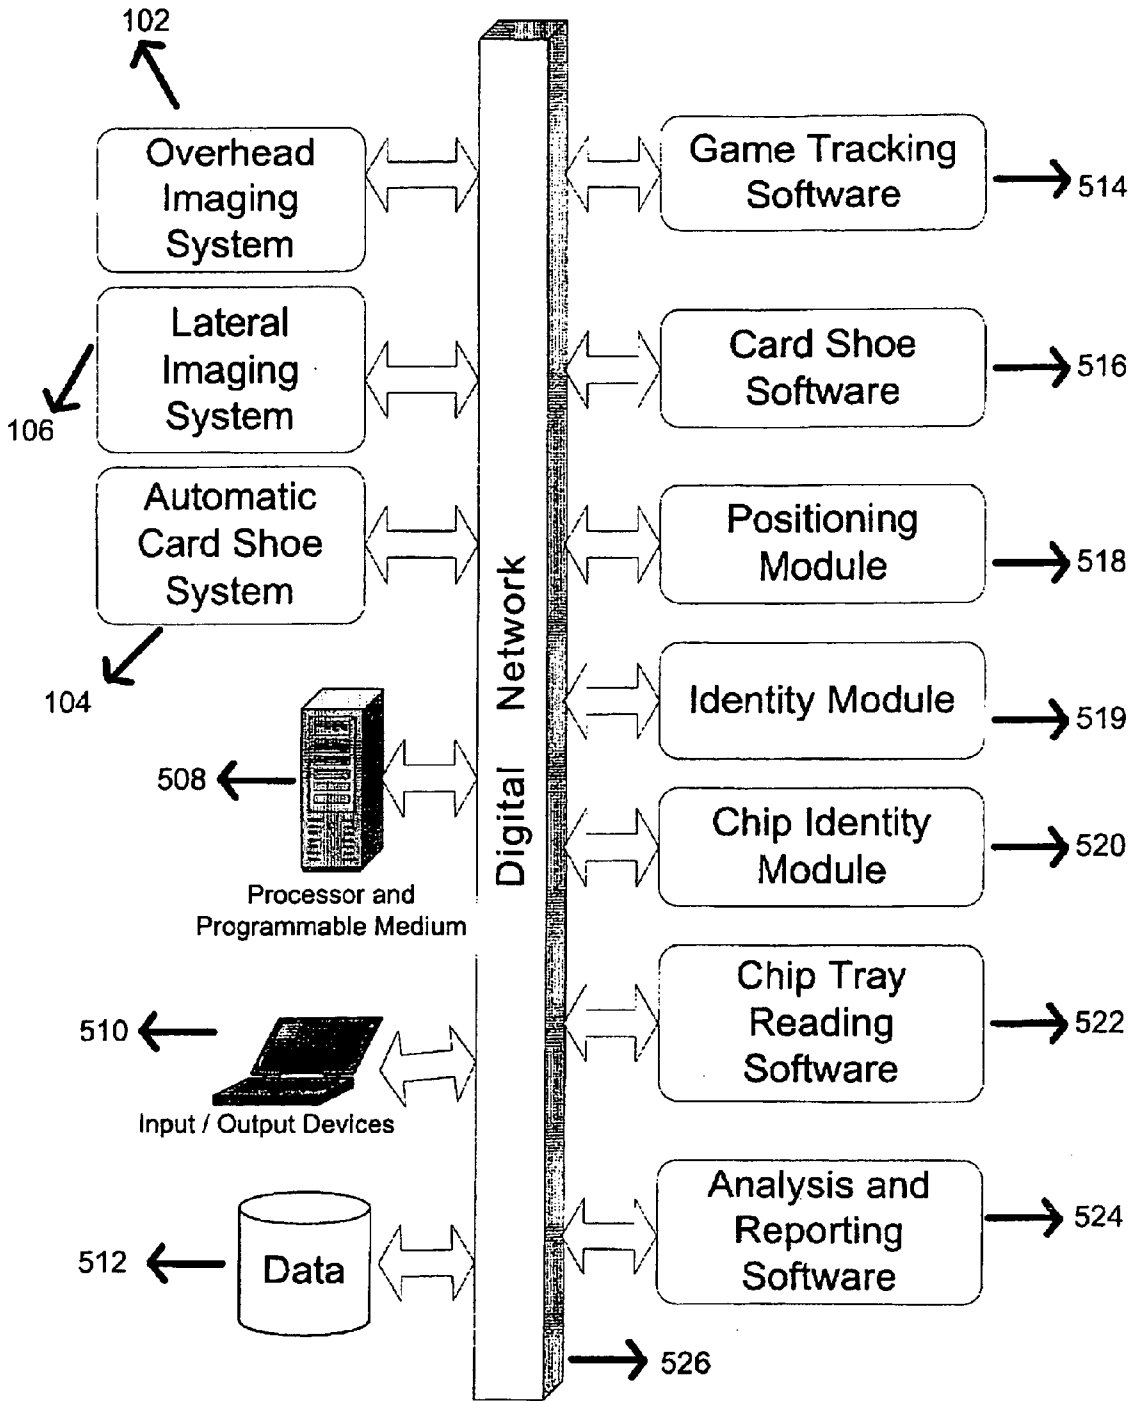 102
Overhead
Imaging
System
Lateral
Imaging
System
106
Automatic
Card Shoe
System
104
508
Processor and
Programmable Medium
510
Input / Output Devices
512
Data
Digital Network
526
Game Tracking
Software
514
Card Shoe
Software
516
Positioning
Module
518
Identity Module
519
Chip Identity
Module
520
Chip Tray
Reading
Software
522
Analysis and
Reporting
Software
524